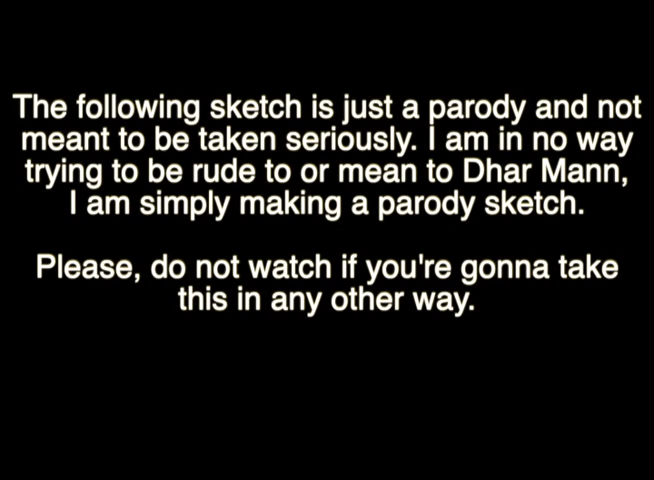 The following sketch is just a parody and not
meant to be taken seriously. I am in no way
trying to be rude to or mean to Dhar Mann,
I am simply making a parody sketch.
Please, do not watch if you're gonna take
this in any other way.